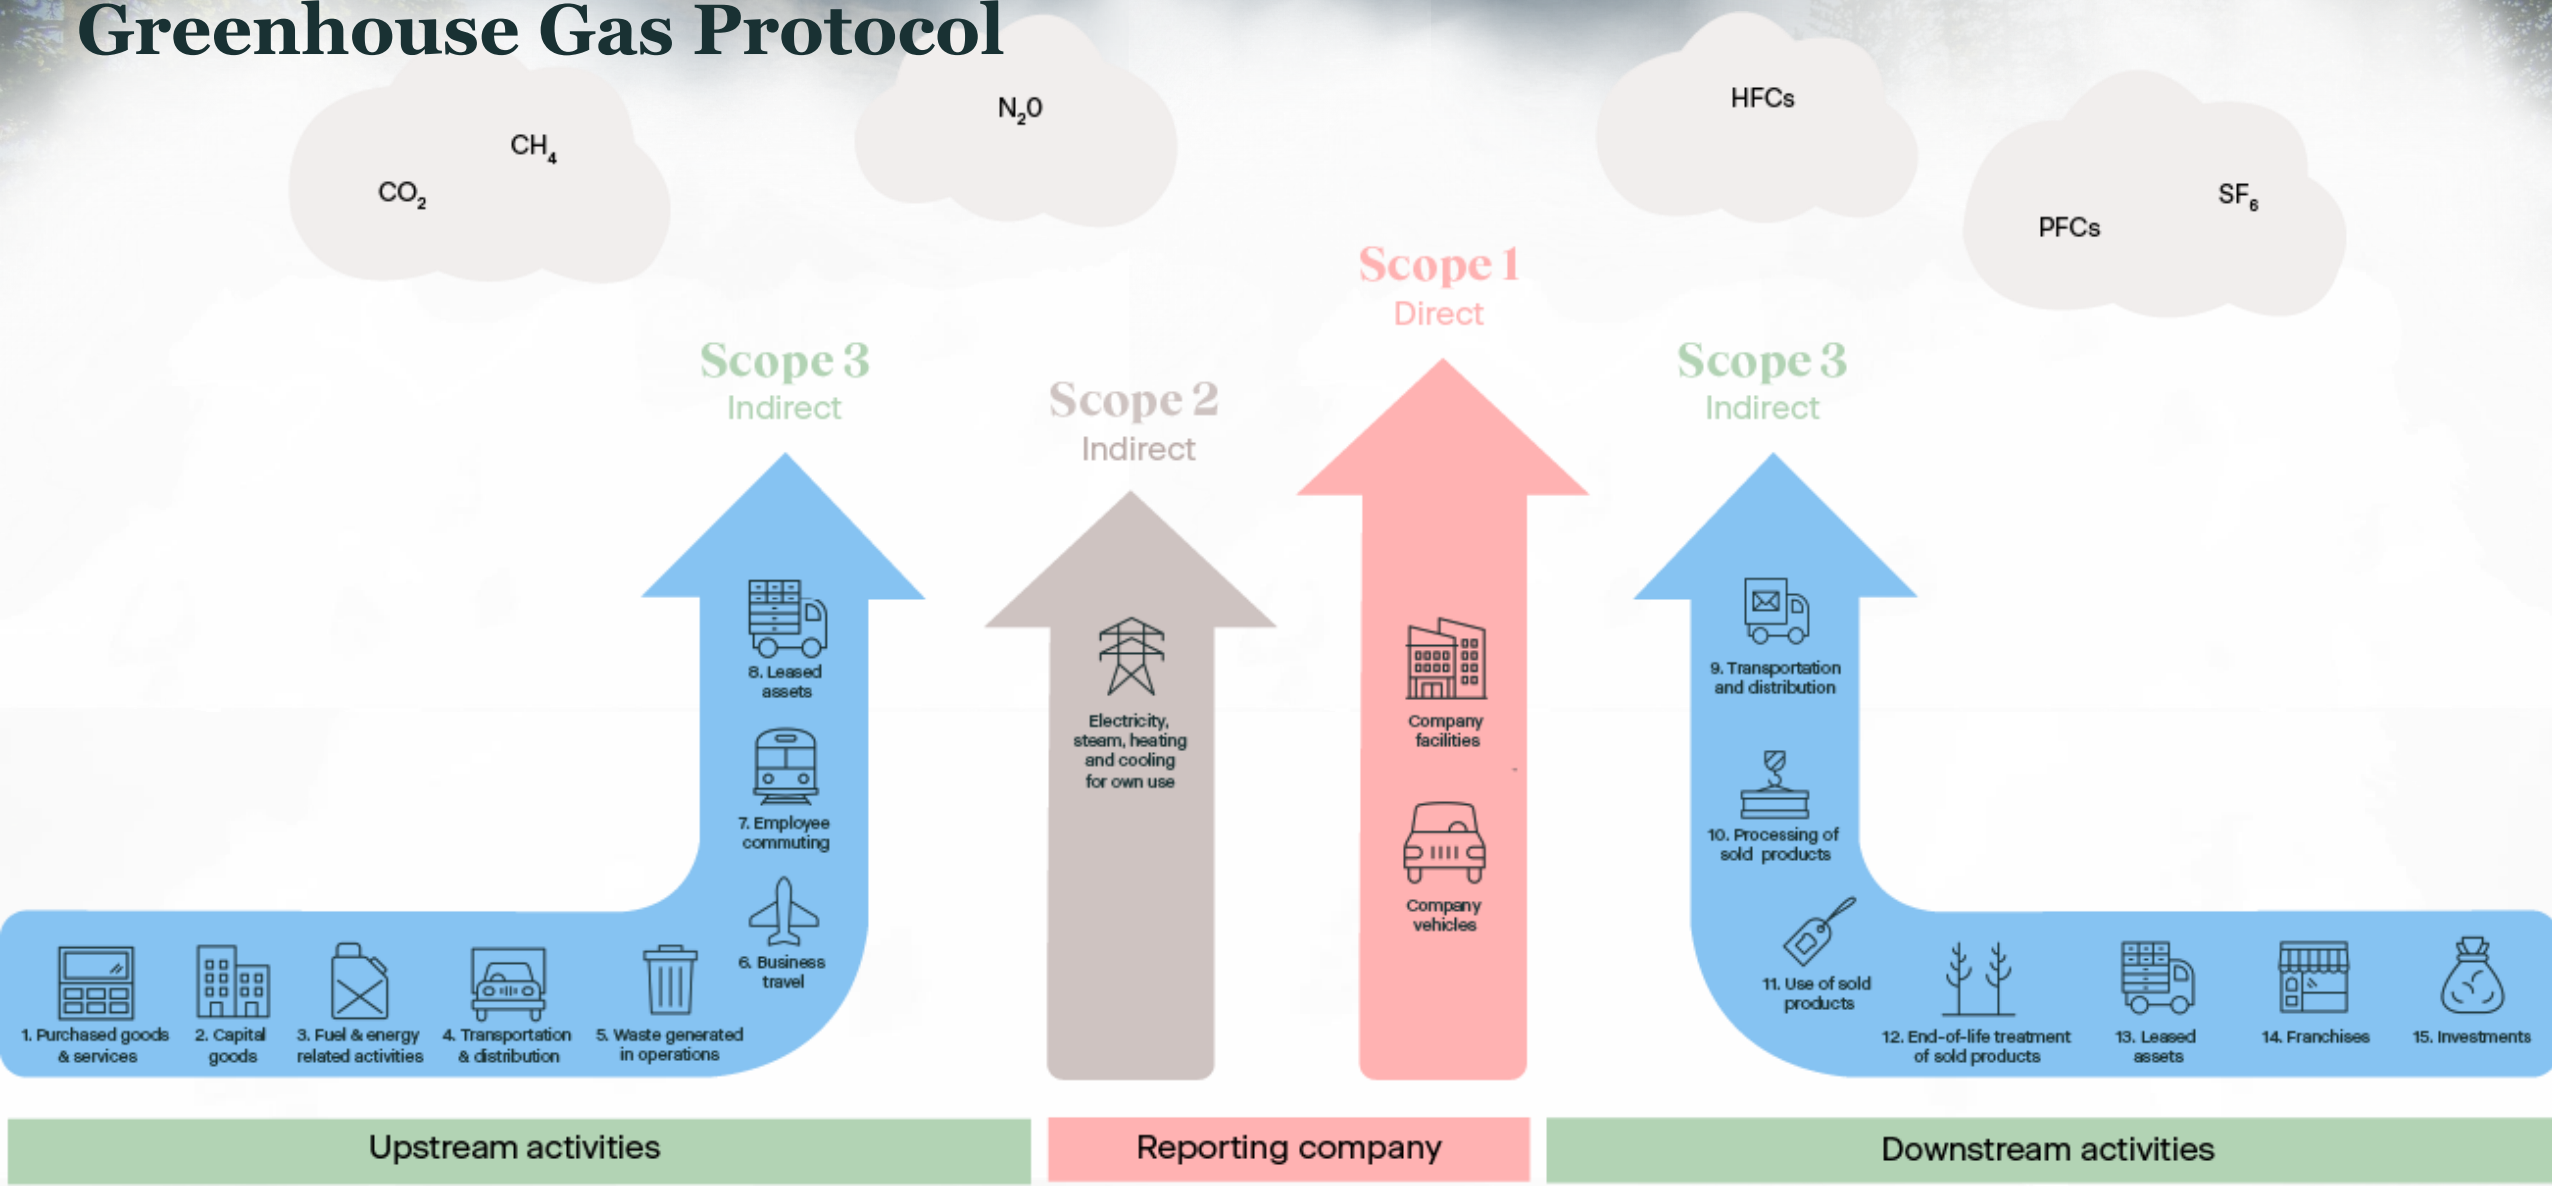 Greenhouse Gas Protocol
CO2
CH4
N20
HFCs
PFCs
SF6
Scope 3
Indirect
Scope 2
Indirect
Scope 1
Direct
Scope 3
Indirect
8. Leased
assets
7. Employee
commuting
6. Business
travel
1. Purchased goods
& services
2. Capital
goods
3. Fuel & energy
related activities
4. Transportation
& distribution
5. Waste generated
in operations
Electricity,
steam, heating
and cooling
for own use
Company
facilities
Company
vehicles
9. Transportation
and distribution
10. Processing of
sold products
11. Use of sold
products
12. End-of-life treatment
of sold products
13. Leased
assets
14. Franchises
15. Investments
Upstream activities
Reporting company
Downstream activities